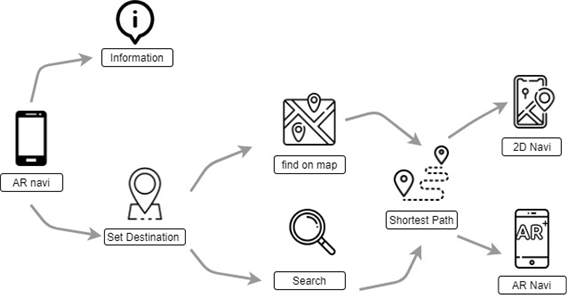 Information
AR navi
Set Destination
find on map
Search
Shortest Path
2D Navi
AR+
AR Navi